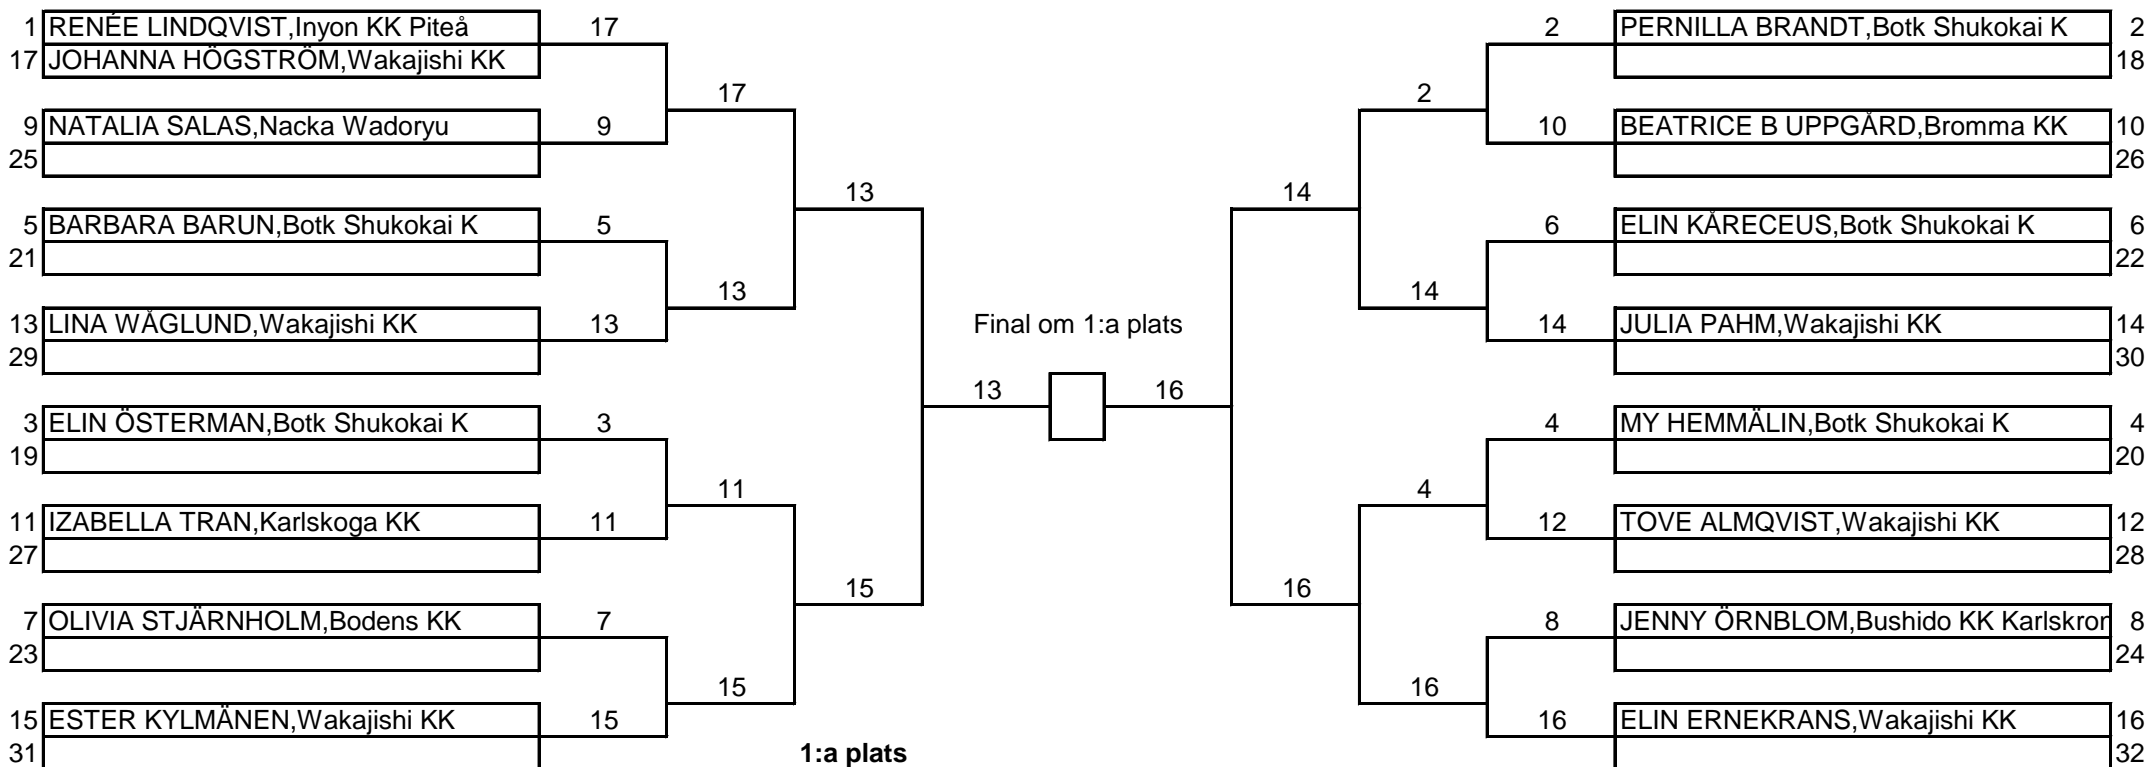 1 RENÉE LINDQVIST,Inyon KK Piteå 17 2 PERNILLA BRANDT,Botk Shukokai K 2
17 JOHANNA HÖGSTRÖM,Wakajishi KK 18
17 2
9 NATALIA SALAS,Nacka Wadoryu 9 10 BEATRICE B UPPGÅRD,Bromma KK 10
25 26
13 14
5 BARBARA BARUN,Botk Shukokai K 5 6 ELIN KÅRECEUS,Botk Shukokai K 6
21 22
13 14
13 LINA WÅGLUND,Wakajishi KK 13 Final om 1:a plats 14 JULIA PAHM,Wakajishi KK 14
29 30
13 16
3 ELIN ÖSTERMAN,Botk Shukokai K 3 4 MY HEMMÄLIN,Botk Shukokai K 4
19 20
11 4
11 IZABELLA TRAN,Karlskoga KK 11 12 TOVE ALMQVIST,Wakajishi KK 12
27 28
15 16
7 OLIVIA STJÄRNHOLM,Bodens KK 7 8 JENNY ÖRNBLOM,Bushido KK Karlskron 8
23 24
15 16
15 ESTER KYLMÄNEN,Wakajishi KK 15 16 ELIN ERNEKRANS,Wakajishi KK 16
31 1:a plats 32